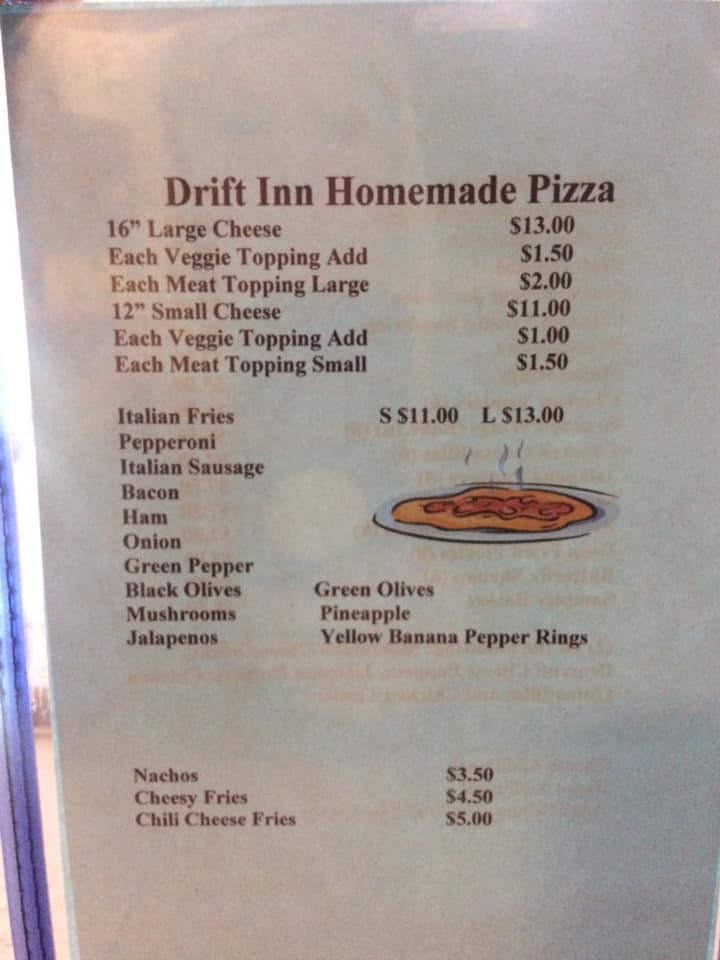 Drift Inn Homemade Pizza
16” Large Cheese $13.00
Each Veggie Topping Add $1.50
Each Meat Topping Large $2.00
12” Small Cheese $11.00
Each Veggie Topping Add $1.00
Each Meat Topping Small $1.50
Italian Fries S $11.00 L $13.00
Pepperoni
Italian Sausage
Bacon
Ham
Onion
Green Pepper
Black Olives Green Olives
Mushrooms Pineapple
Jalapenos Yellow Banana Pepper Rings
Nachos $3.50
Cheesy Fries $4.50
Chili Cheese Fries $5.00